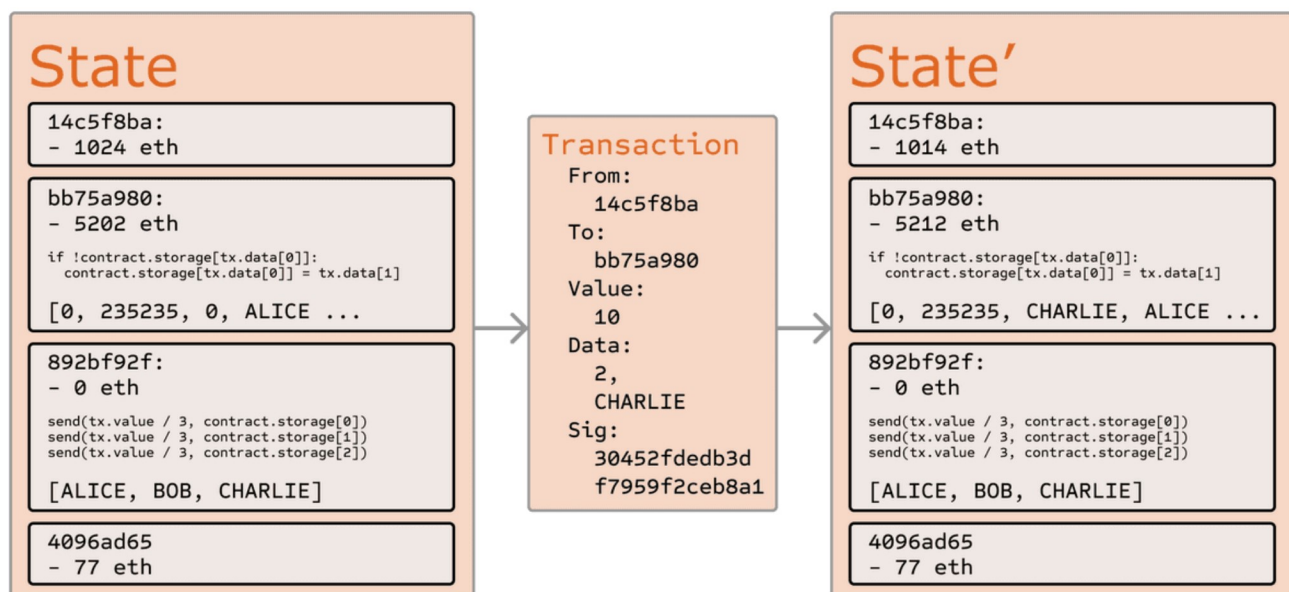 State
14c5f8ba:
- 1024 eth
bb75a980:
- 5202 eth
if !contract.storage[tx.data[0]]:
contract.storage[tx.data[0]] = tx.data[1]
[0, 235235, 0, ALICE ...
892bf92f:
- 0 eth
send(tx.value / 3, contract.storage[0])
send(tx.value / 3, contract.storage[1])
send(tx.value / 3, contract.storage[2])
[ALICE, BOB, CHARLIE]
4096ad65
- 77 eth
Transaction
From:
14c5f8ba
To:
bb75a980
Value:
10
Data:
2,
CHARLIE
Sig:
30452fdedb3d
f7959f2ceb8a1
State′
14c5f8ba:
- 1014 eth
bb75a980:
- 5212 eth
if !contract.storage[tx.data[0]]:
contract.storage[tx.data[0]] = tx.data[1]
[0, 235235, CHARLIE, ALICE ...
892bf92f:
- 0 eth
send(tx.value / 3, contract.storage[0])
send(tx.value / 3, contract.storage[1])
send(tx.value / 3, contract.storage[2])
[ALICE, BOB, CHARLIE]
4096ad65
- 77 eth